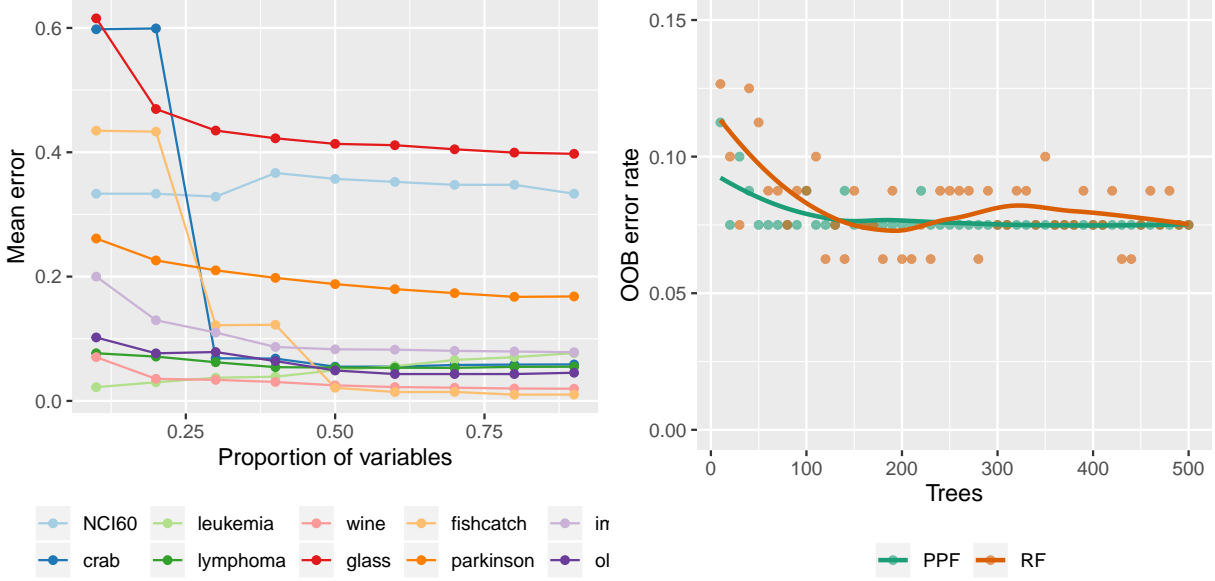 0.6
0.4
0.2
0.0
Mean error
0.25 0.50 0.75
Proportion of variables
NCI60 leukemia wine fishcatch
crab lymphoma glass parkinson
0.15
0.10
0.05
0.00
OOB error rate
0 100 200 300 400 500
Trees
PPF RF